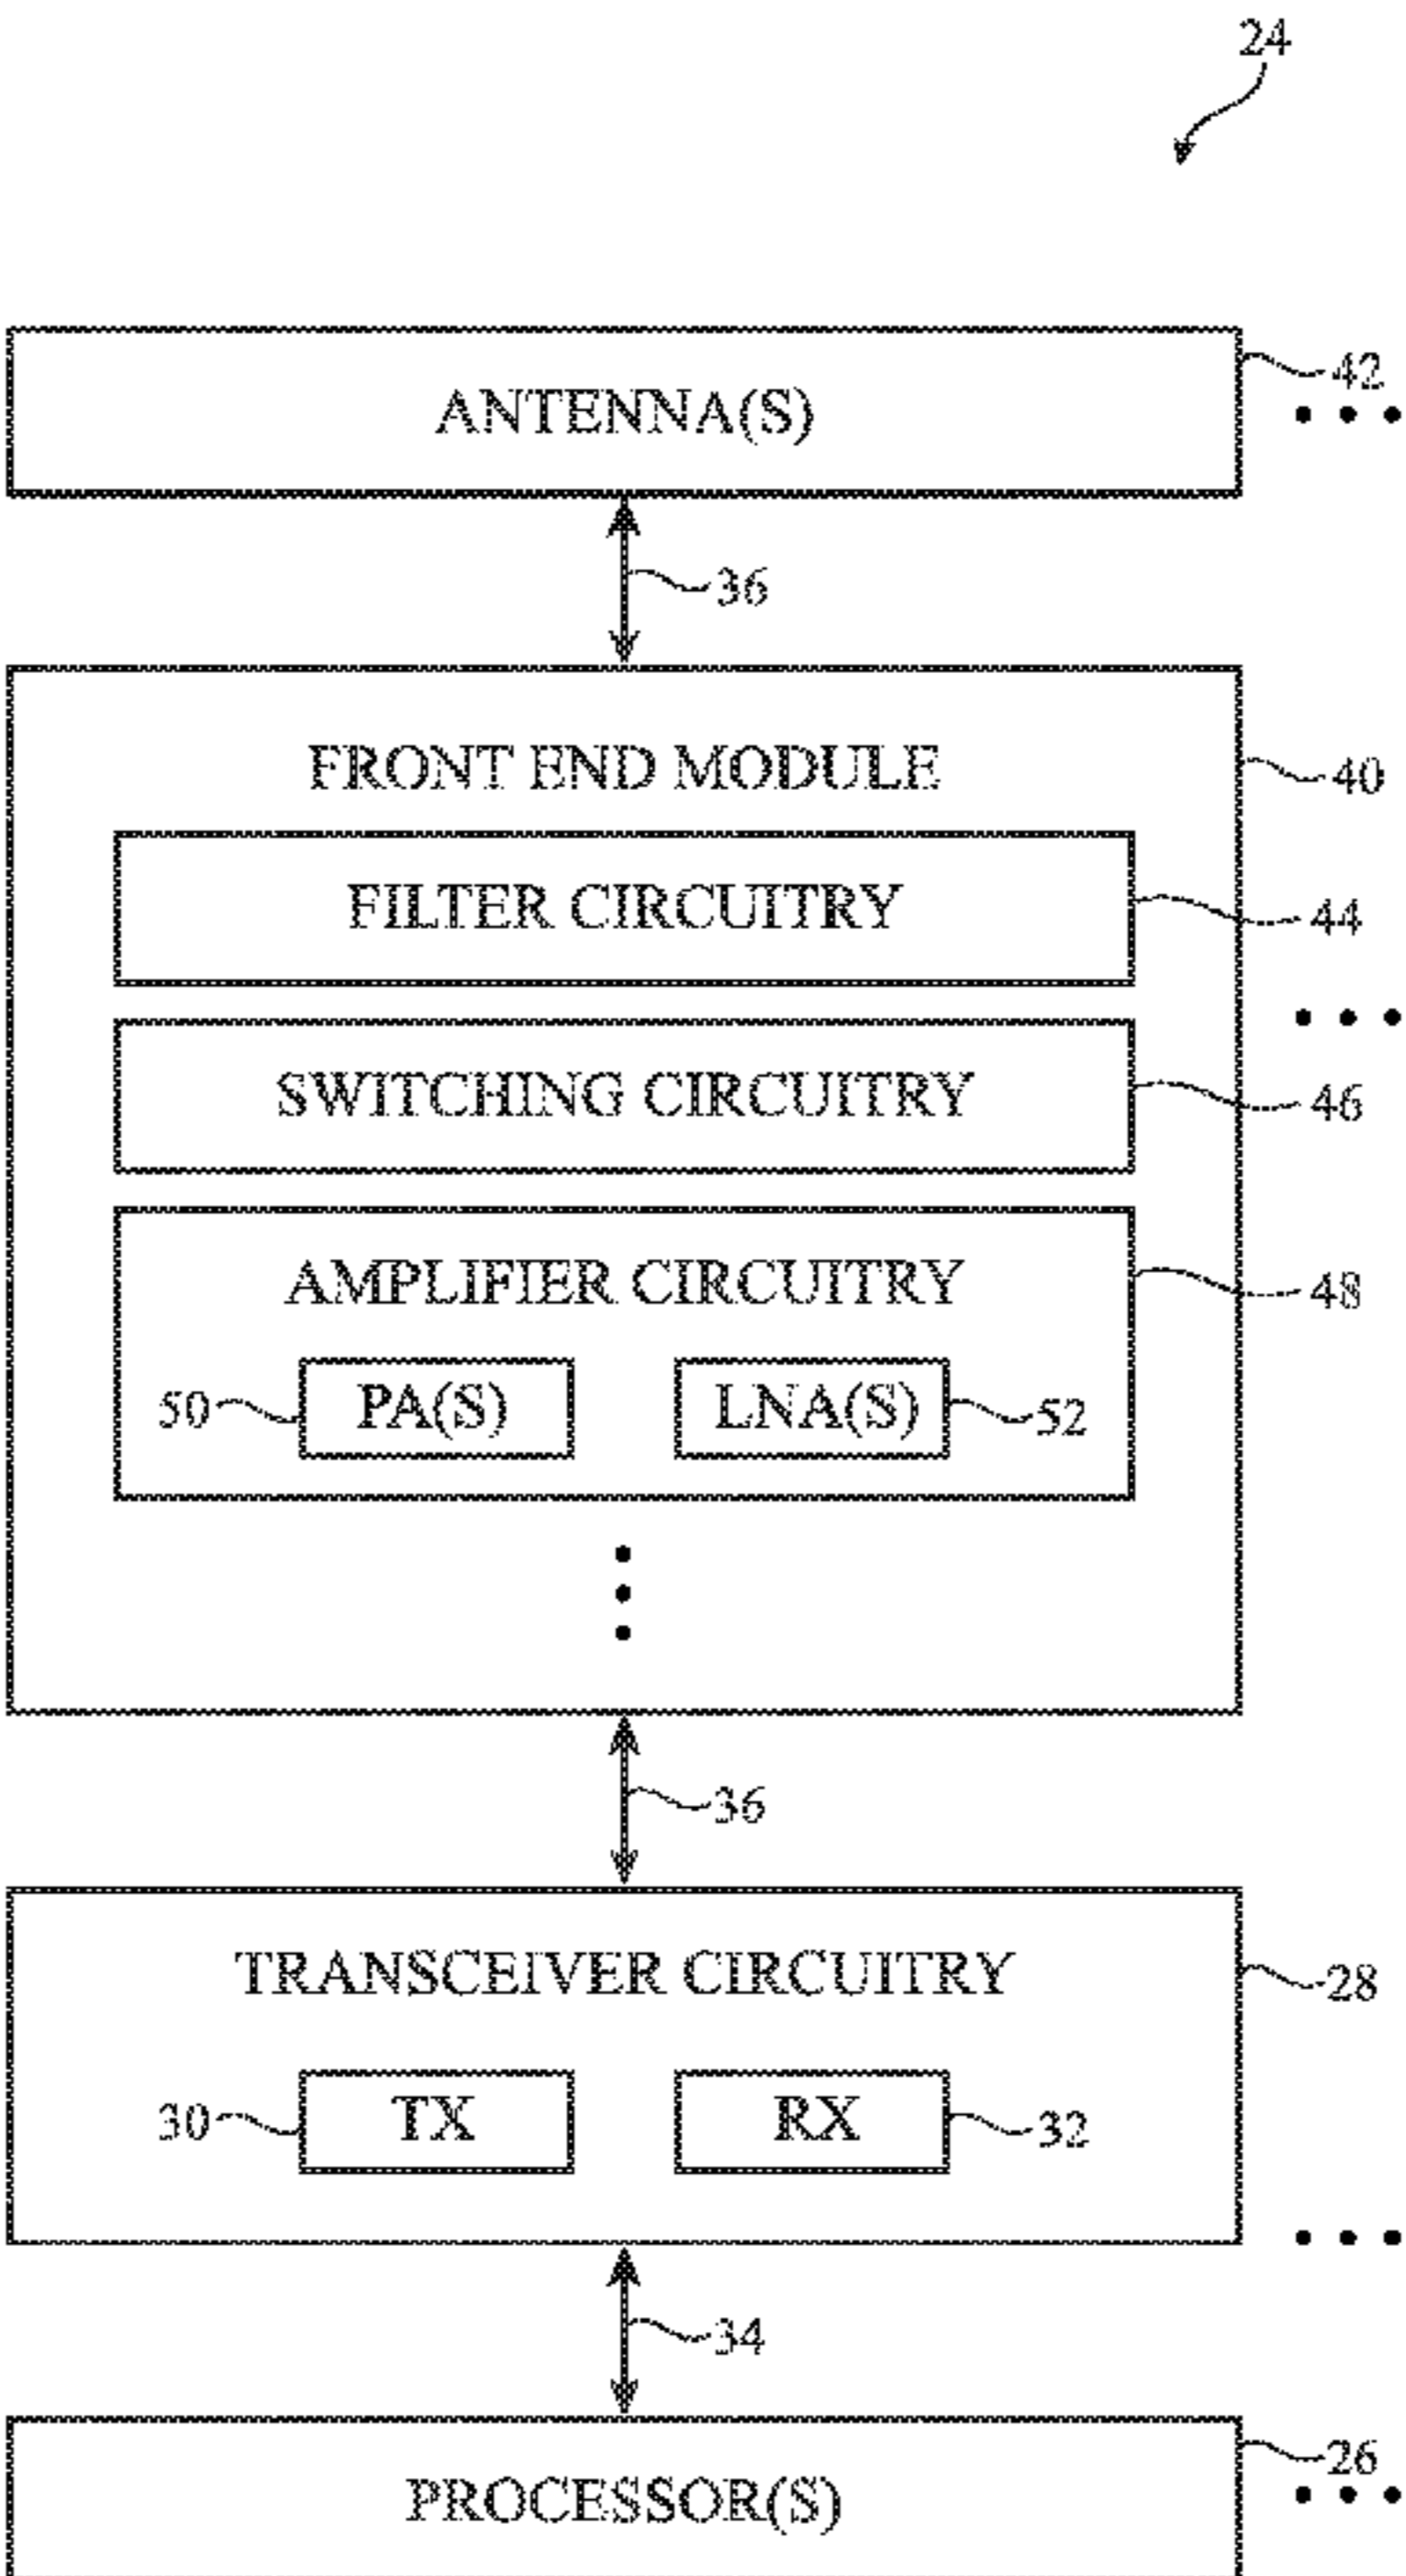 24
ANTENNA(S)
42
36
FRONT END MODULE
40
FILTER CIRCUITRY
44
SWITCHING CIRCUITRY
46
AMPLIFIER CIRCUITRY
48
50 PA(S) LNA(S) 52
36
TRANSCEIVER CIRCUITRY
28
30 TX RX 32
34
PROCESSOR(S)
26